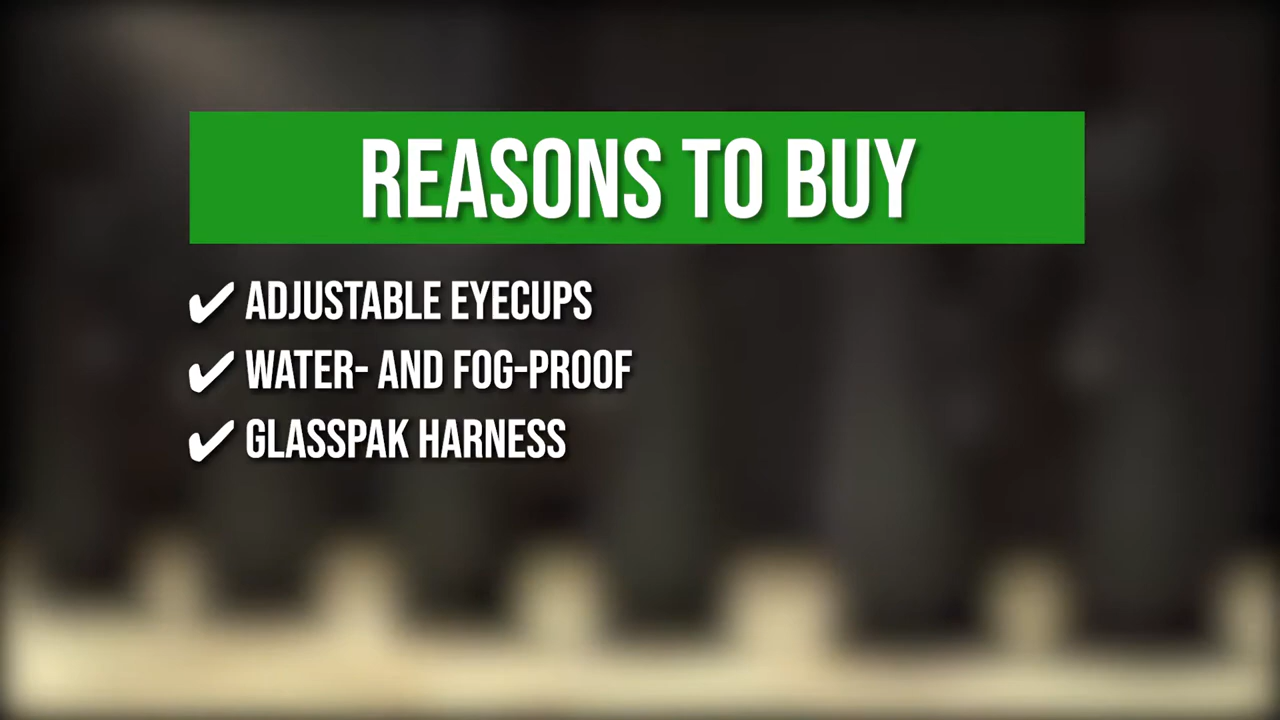 REASONS TO BUY
✔ ADJUSTABLE EYECUPS
✔ WATER- AND FOG-PROOF
✔ GLASSPAK HARNESS